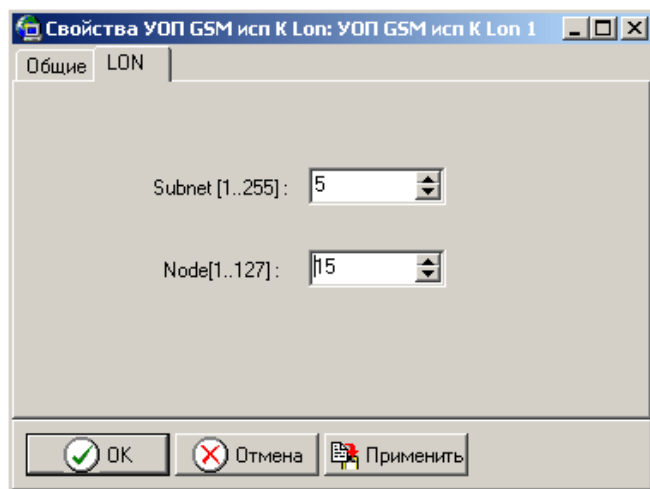 Свойства УОП GSM исп К Lon: УОП GSM исп К Lon 1
Общие LON
Subnet [1..255] : 5
Node[1..127] : 15
OK Отмена Применить